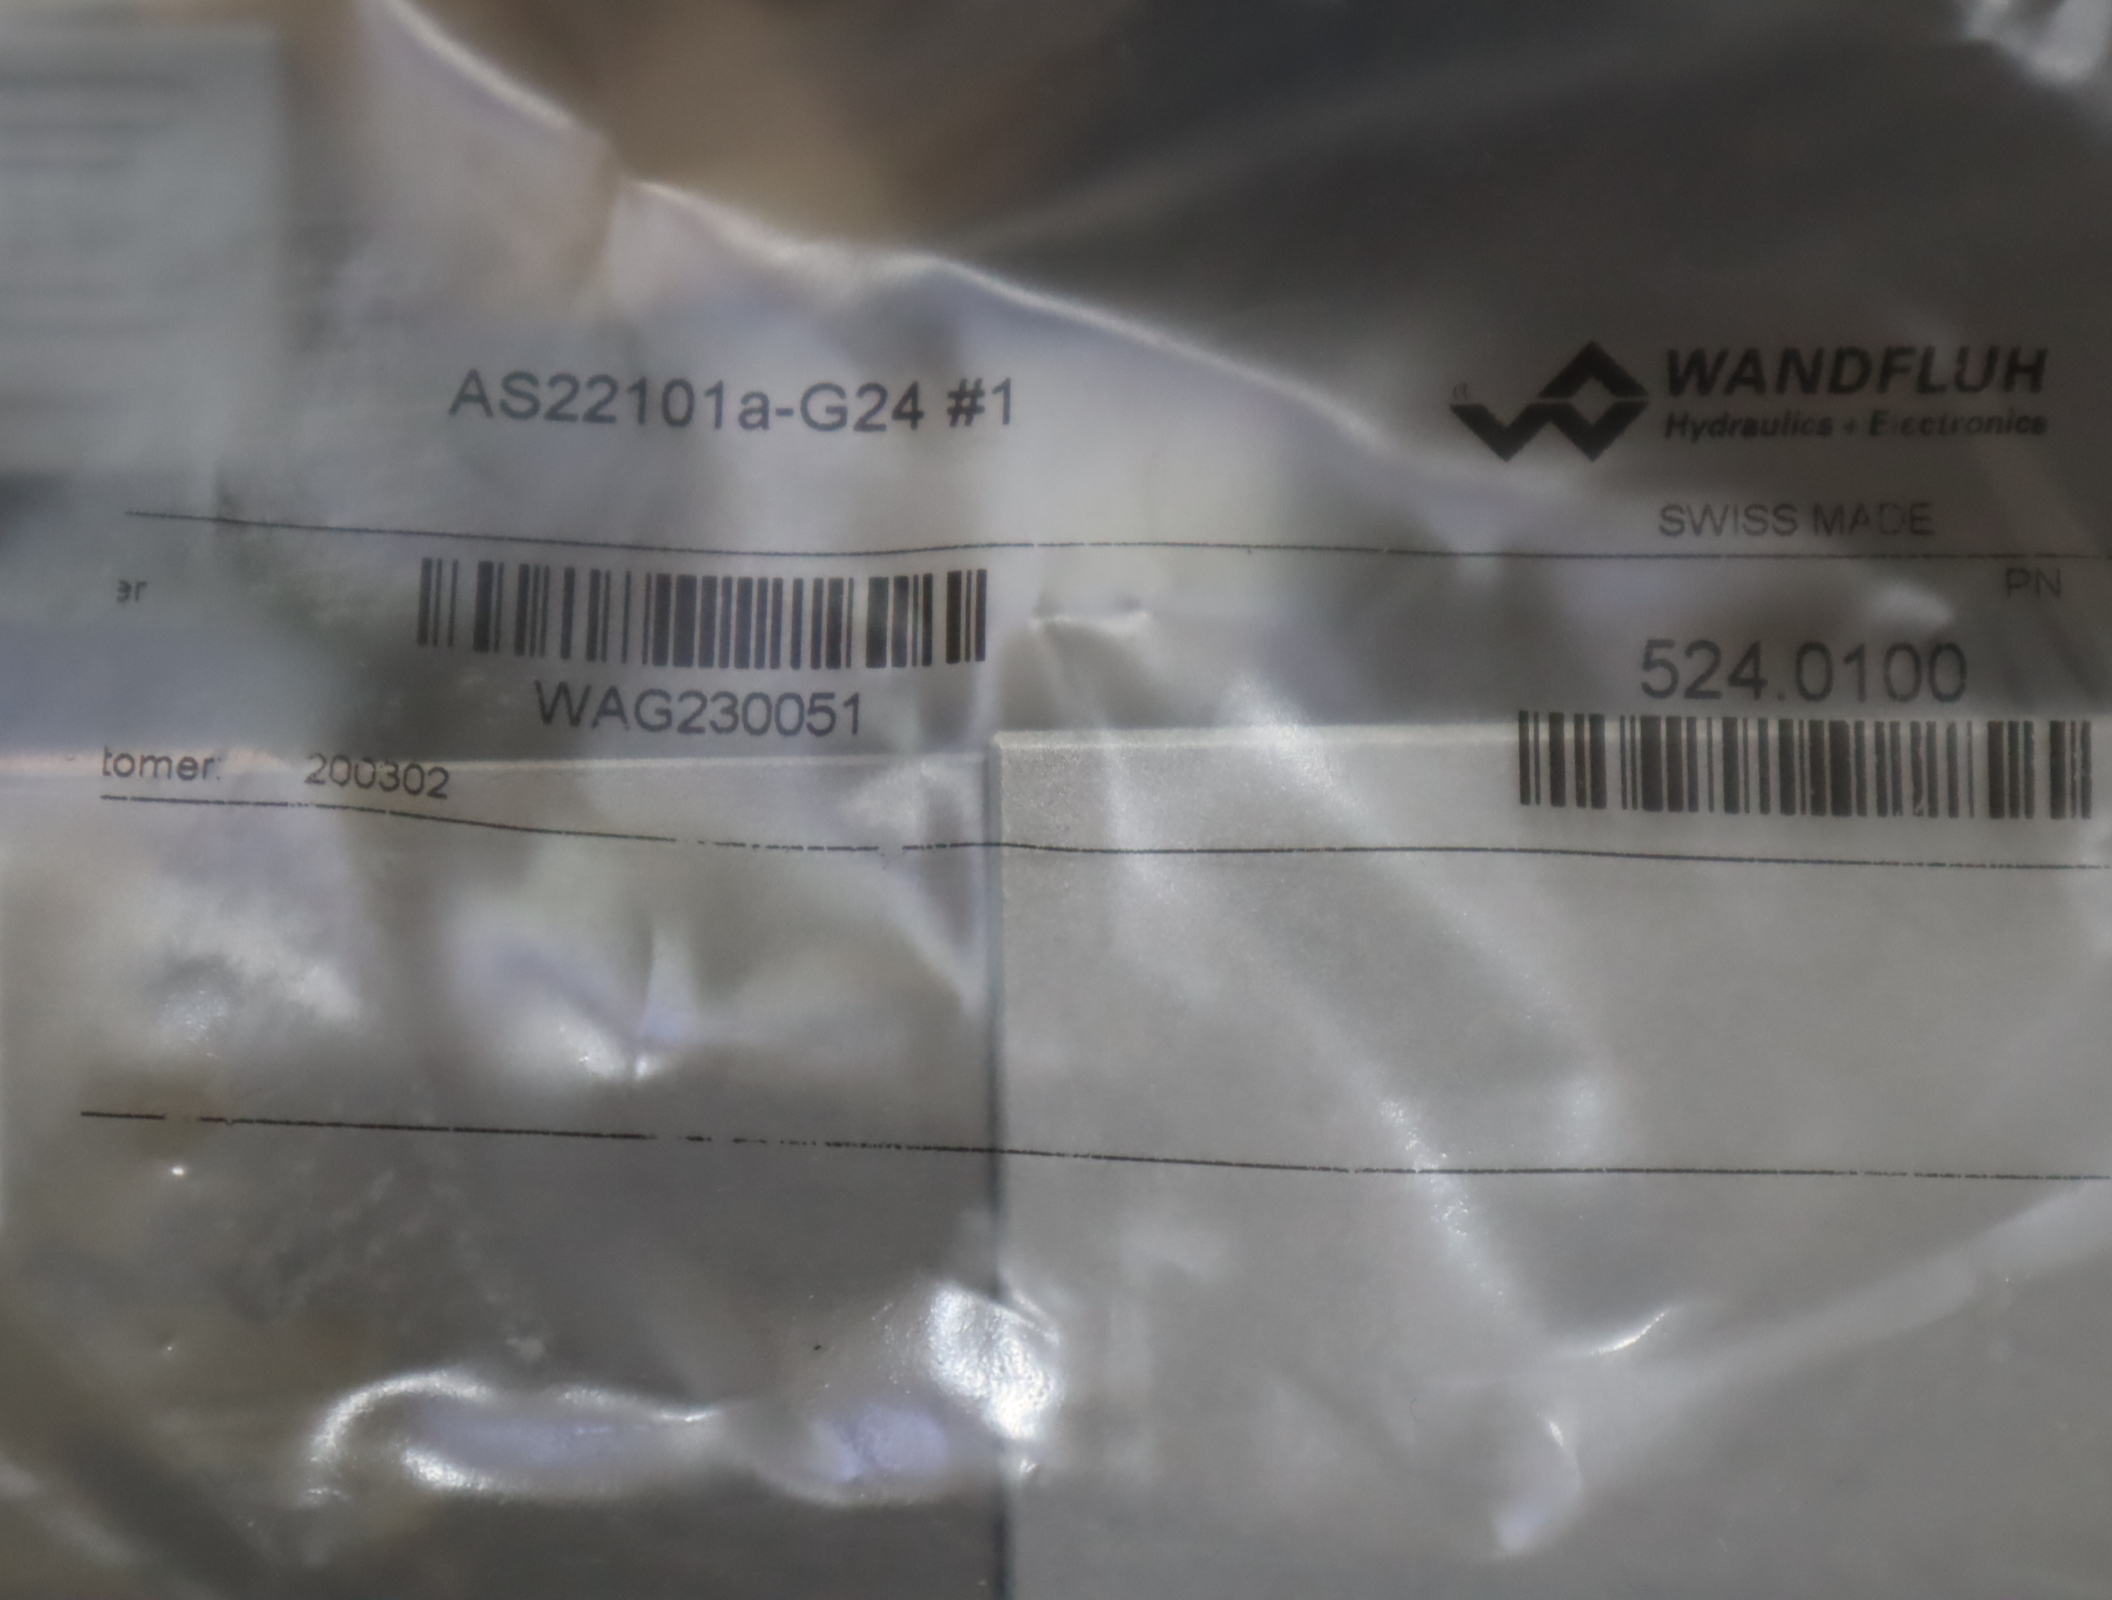 AS22101a-G24 #1
WANDFLUH
Hydraulics + Electronics
SWISS MADE
er
PN
WAG230051
524.0100
tomer: 200302